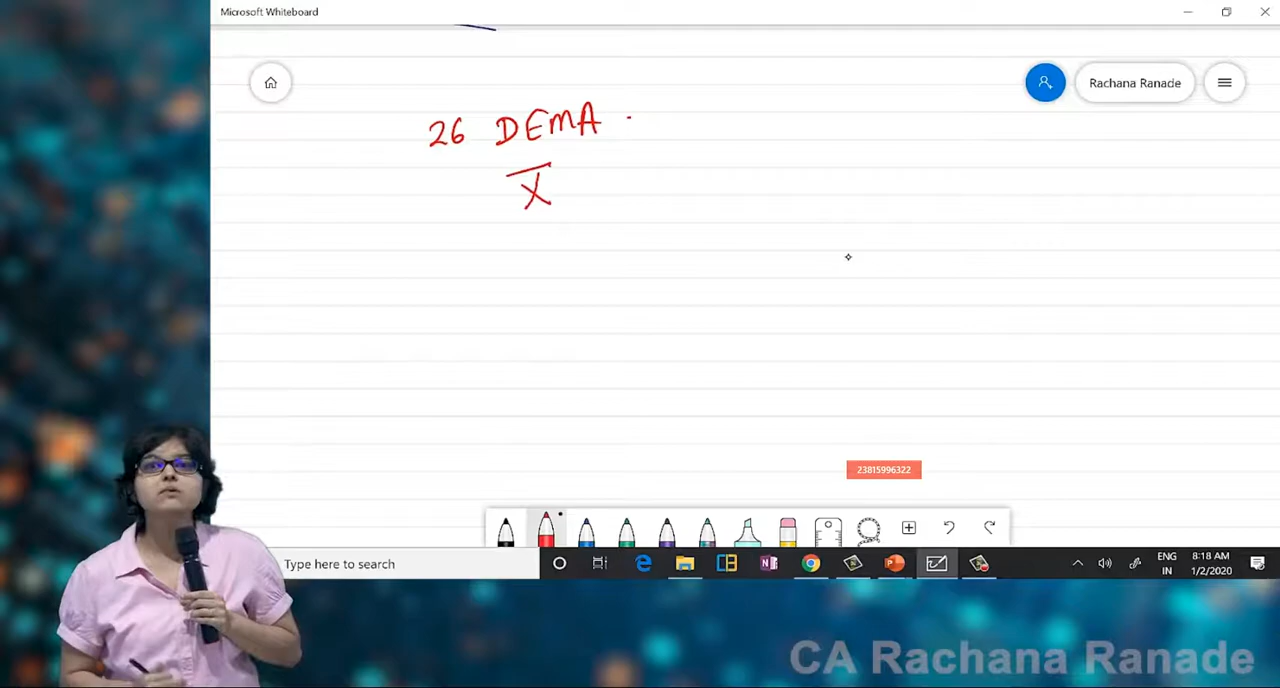 Microsoft Whiteboard
Rachana Ranade
26 DEMA .
X̅
23815996322
Type here to search
ENG
IN
8:18 AM
1/2/2020
CA Rachana Ranade